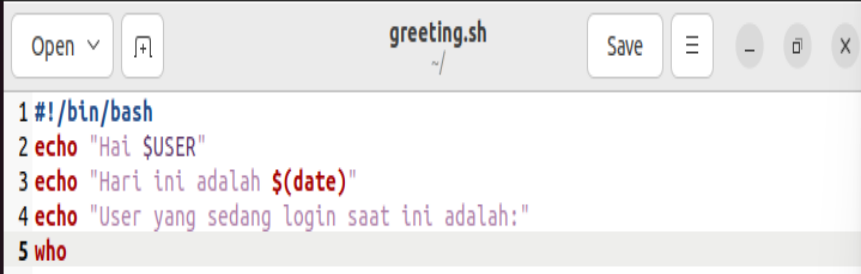 Open greeting.sh Save
~/
1 #!/bin/bash
2 echo "Hai $USER"
3 echo "Hari ini adalah $(date)"
4 echo "User yang sedang login saat ini adalah:"
5 who